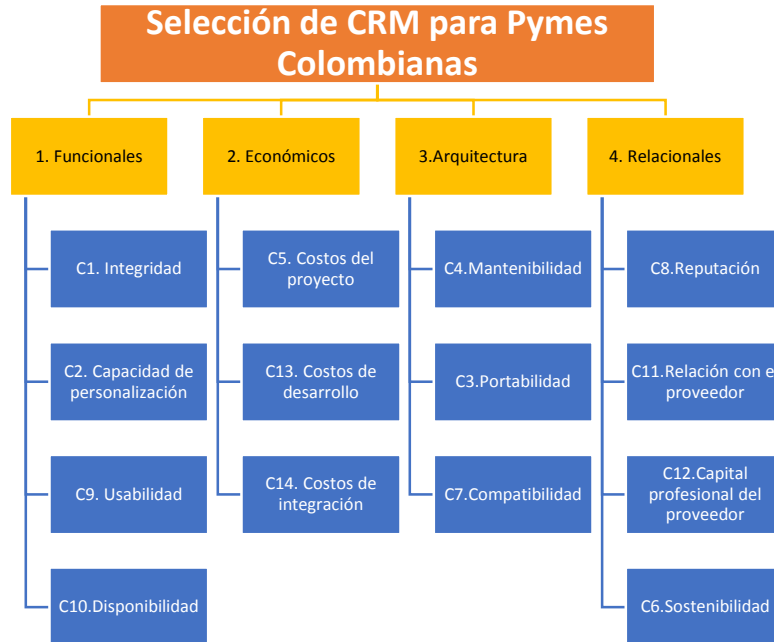 Selección de CRM para Pymes
Colombianas
1. Funcionales
2. Económicos
3.Arquitectura
4. Relacionales
C1. Integridad
C5. Costos del
proyecto
C4.Mantenibilidad
C8.Reputación
C2. Capacidad de
personalización
C13. Costos de
desarrollo
C3.Portabilidad
C11.Relación con e
proveedor
C9. Usabilidad
C14. Costos de
integración
C7.Compatibilidad
C12.Capital
profesional del
proveedor
C10.Disponibilidad
C6.Sostenibilidad